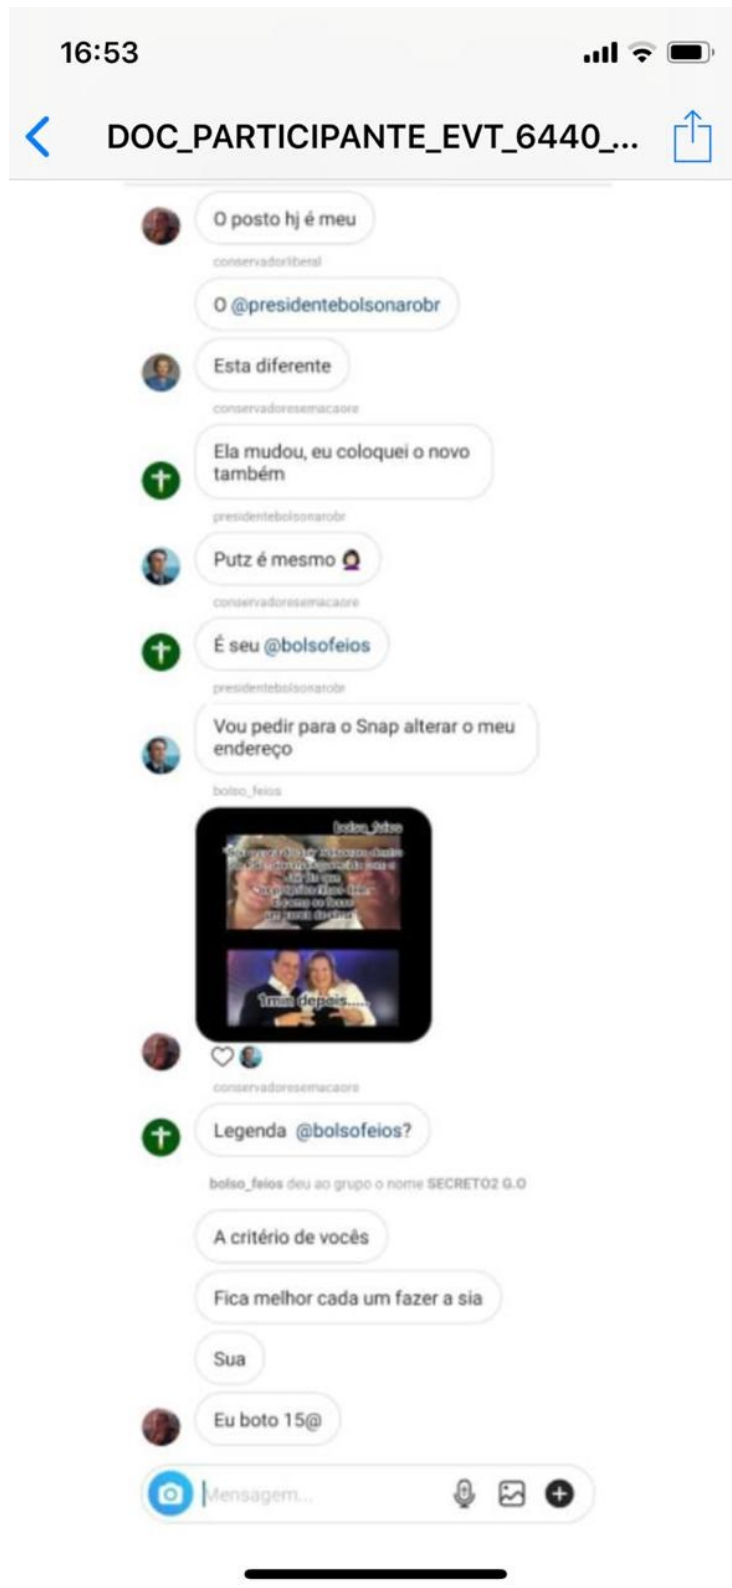 16:53
DOC_PARTICIPANTE_EVT_6440_...
O posto hj é meu
conservadorliberal
O @presidentebolsonarobr
Esta diferente
conservadoresemacaore
Ela mudou, eu coloquei o novo
também
presidentebolsonarobr
Putz é mesmo 🤦🏻‍♀️
conservadoresemacaore
É seu @bolsofeios
presidentebolsonarobr
Vou pedir para o Snap alterar o meu
endereço
bolso_feios
bolso_feios
1min depois.....
conservadoresemacaore
Legenda @bolsofeios?
bolso_feios deu ao grupo o nome SECRETO2 G.O
A critério de vocês
Fica melhor cada um fazer a sia
Sua
Eu boto 15@
Mensagem...